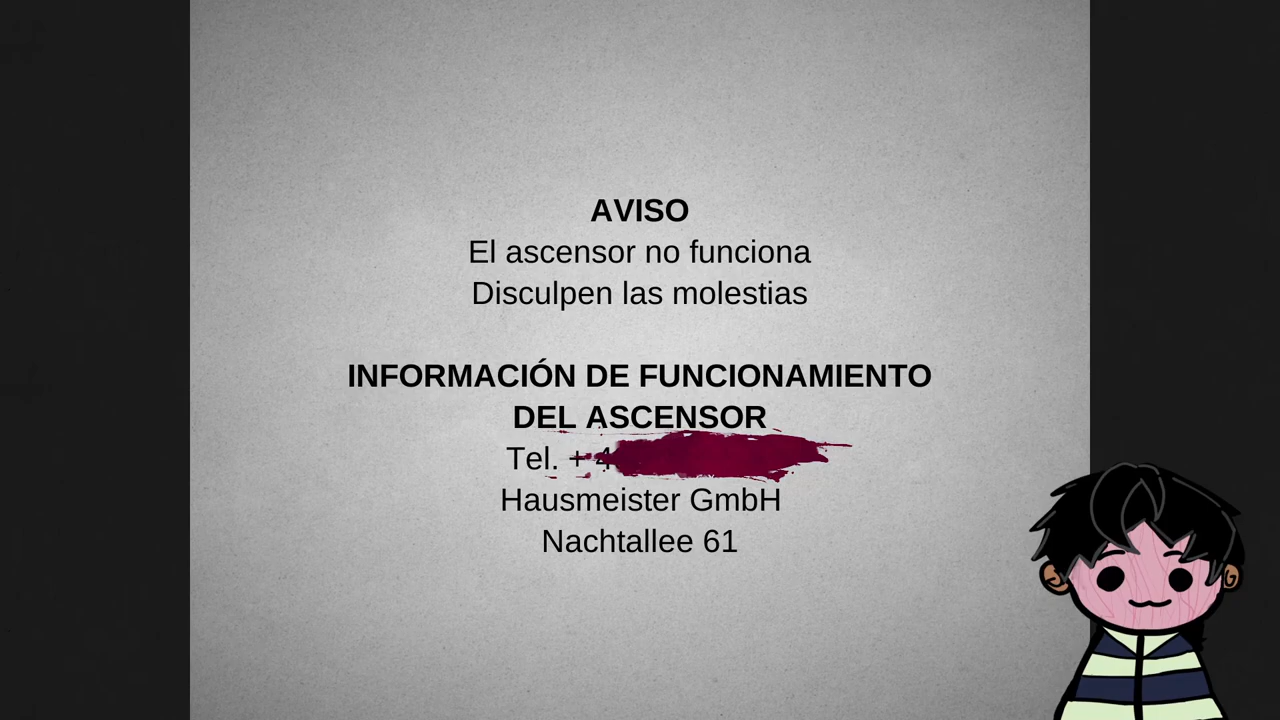 AVISO
El ascensor no funciona
Disculpen las molestias
INFORMACIÓN DE FUNCIONAMIENTO
DEL ASCENSOR
Tel. + 4
Hausmeister GmbH
Nachtallee 61